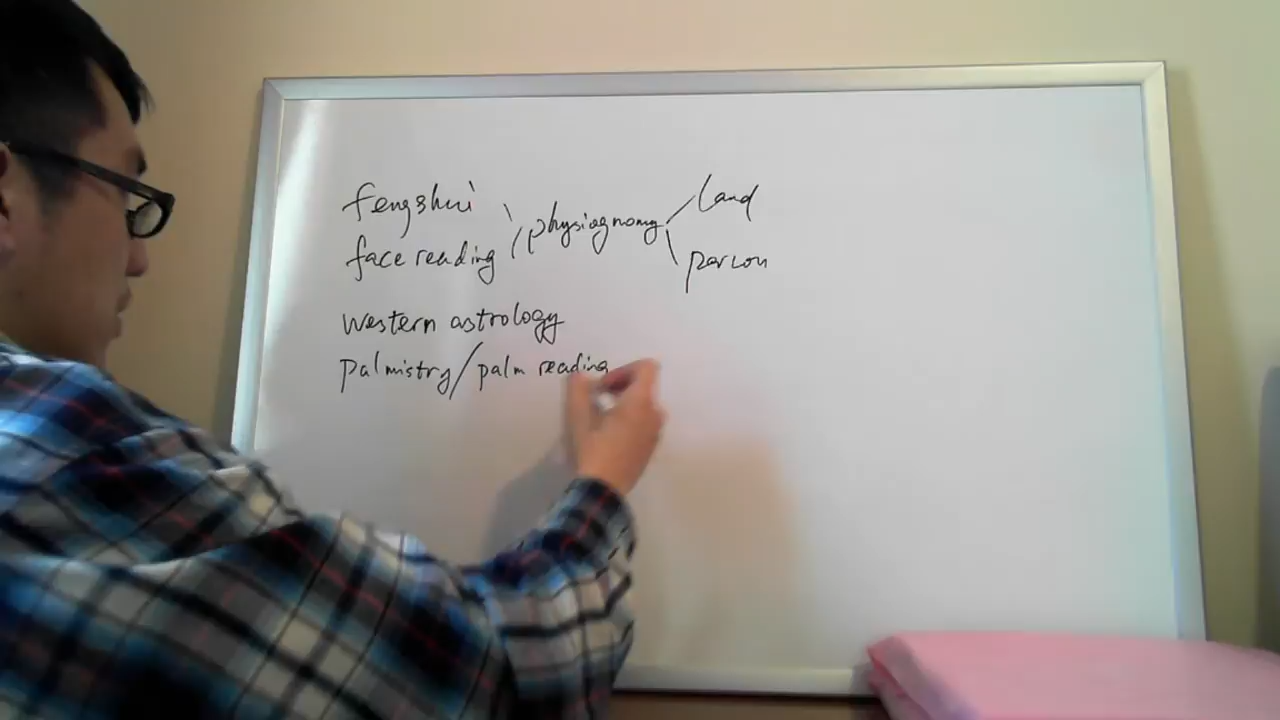 fengshui
face reading
physiognomy
land
person
western astrology
palmistry/palm reading